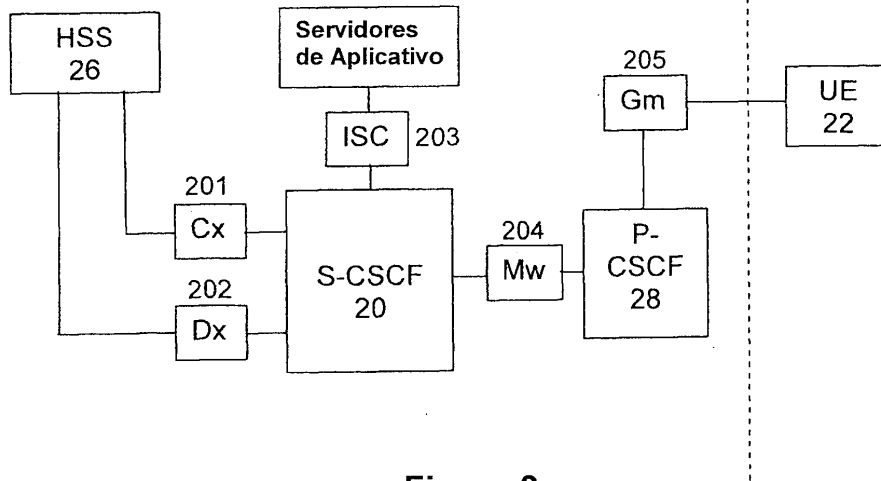 HSS
26
Servidores
de Aplicativo
ISC
203
205
Gm
UE
22
201
Cx
202
Dx
S-CSCF
20
204
Mw
P-
CSCF
28